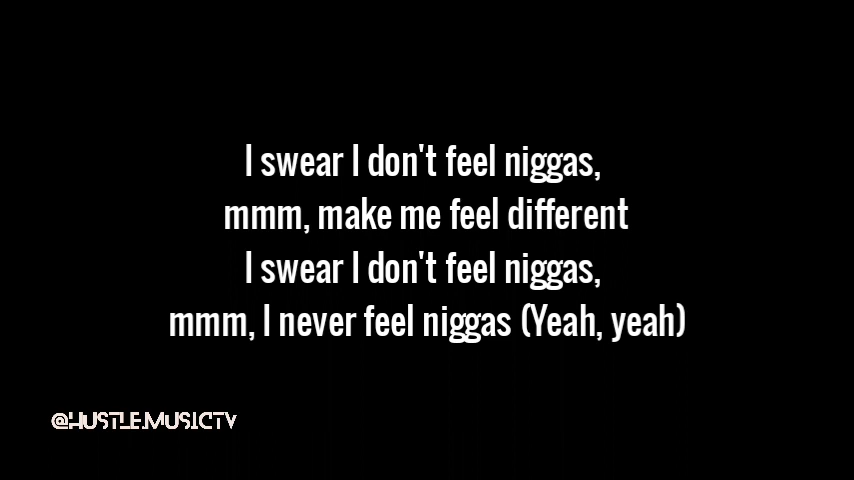 I swear I don't feel niggas,
mmm, make me feel different
I swear I don't feel niggas,
mmm, I never feel niggas (Yeah, yeah)
@HUSTLE.MUSICTV